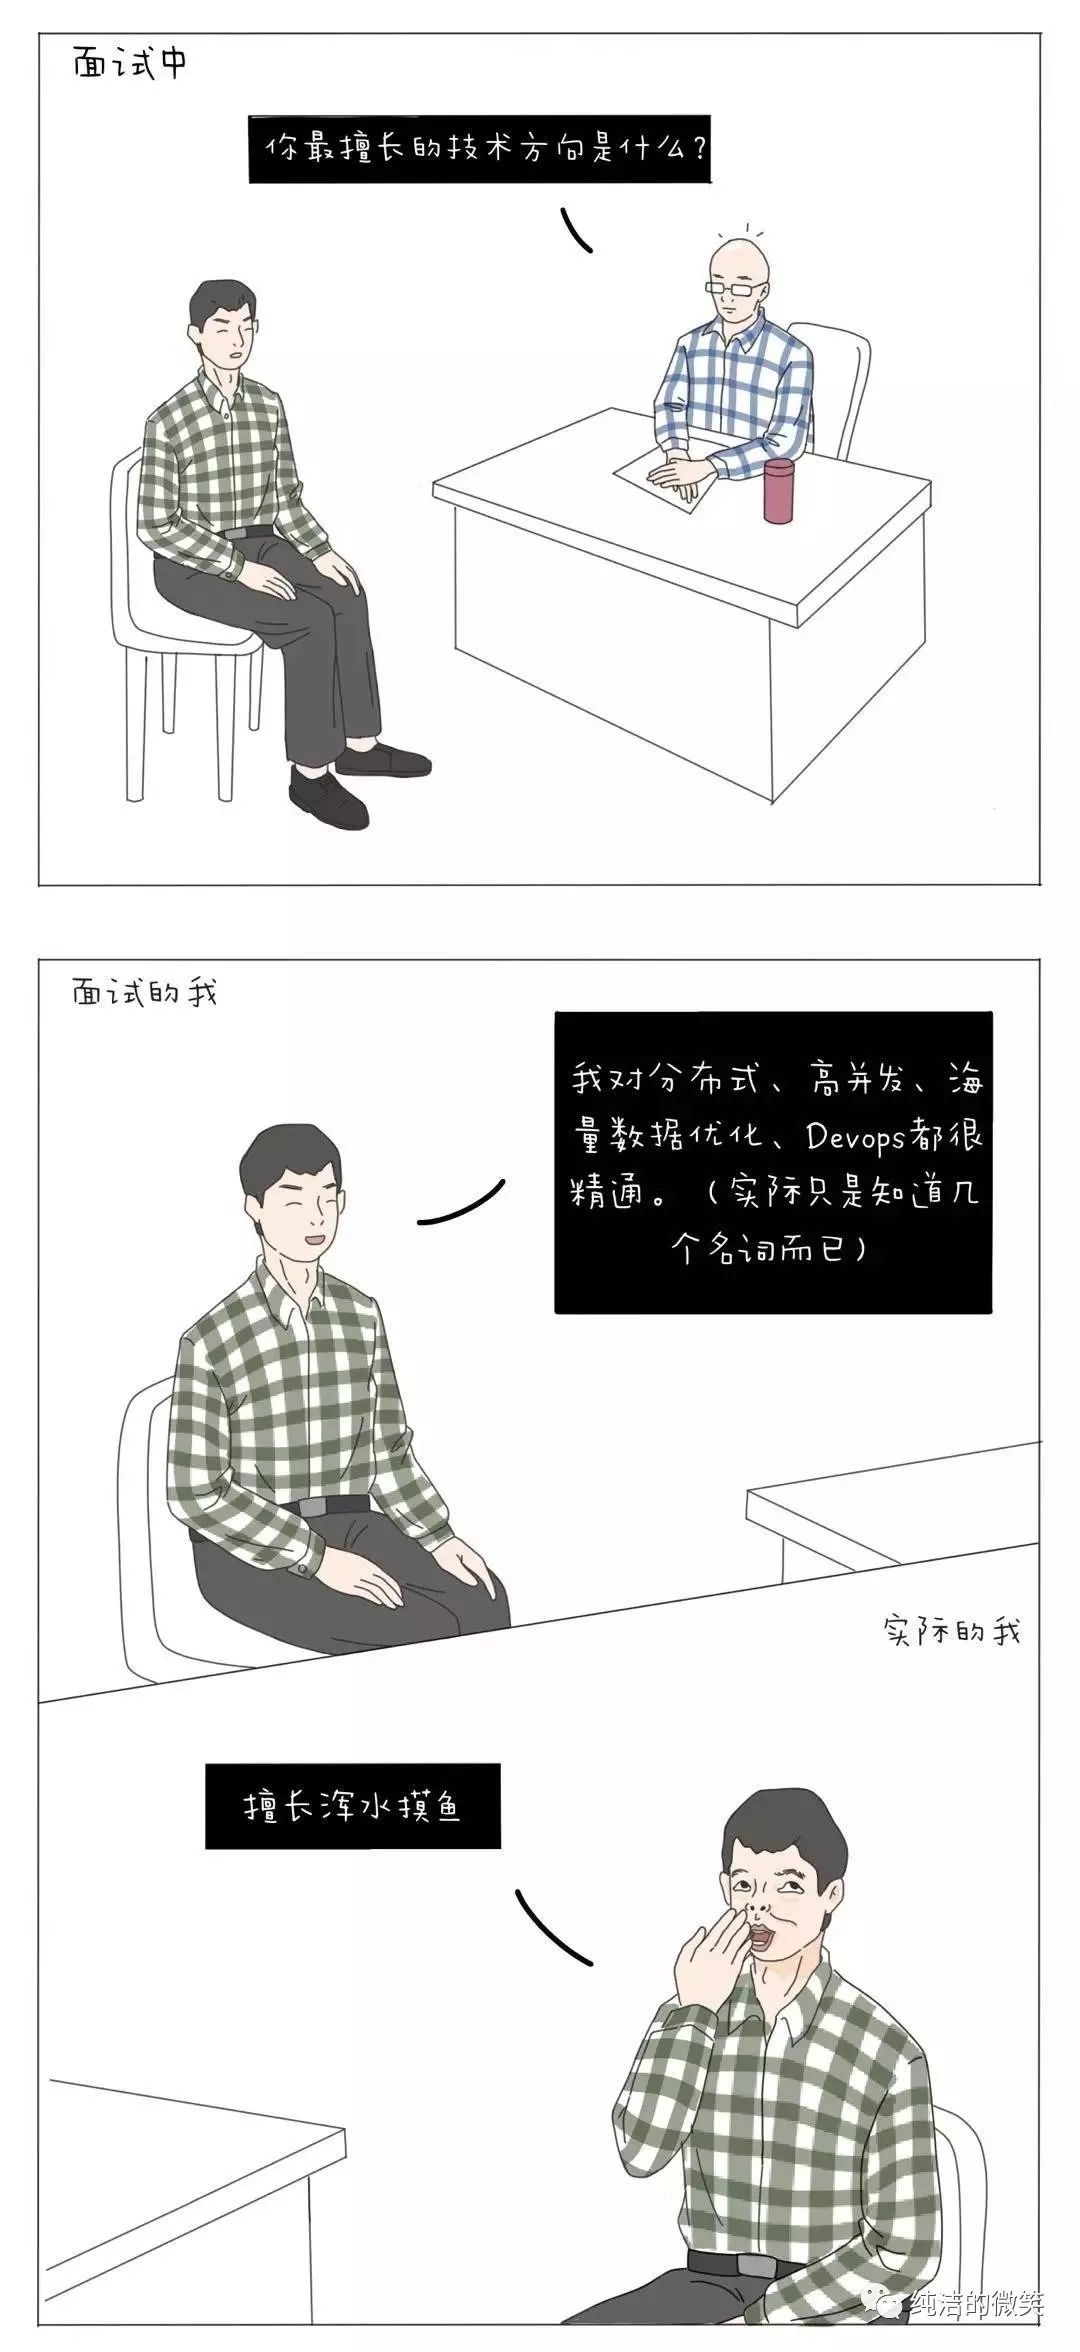 面试中
你最擅长的技术方向是什么?
面试的我
我对分布式、高并发、海
量数据优化、Devops都很
精通。（实际只是知道几
个名词而已）
实际的我
擅长浑水摸鱼
纯洁的微笑